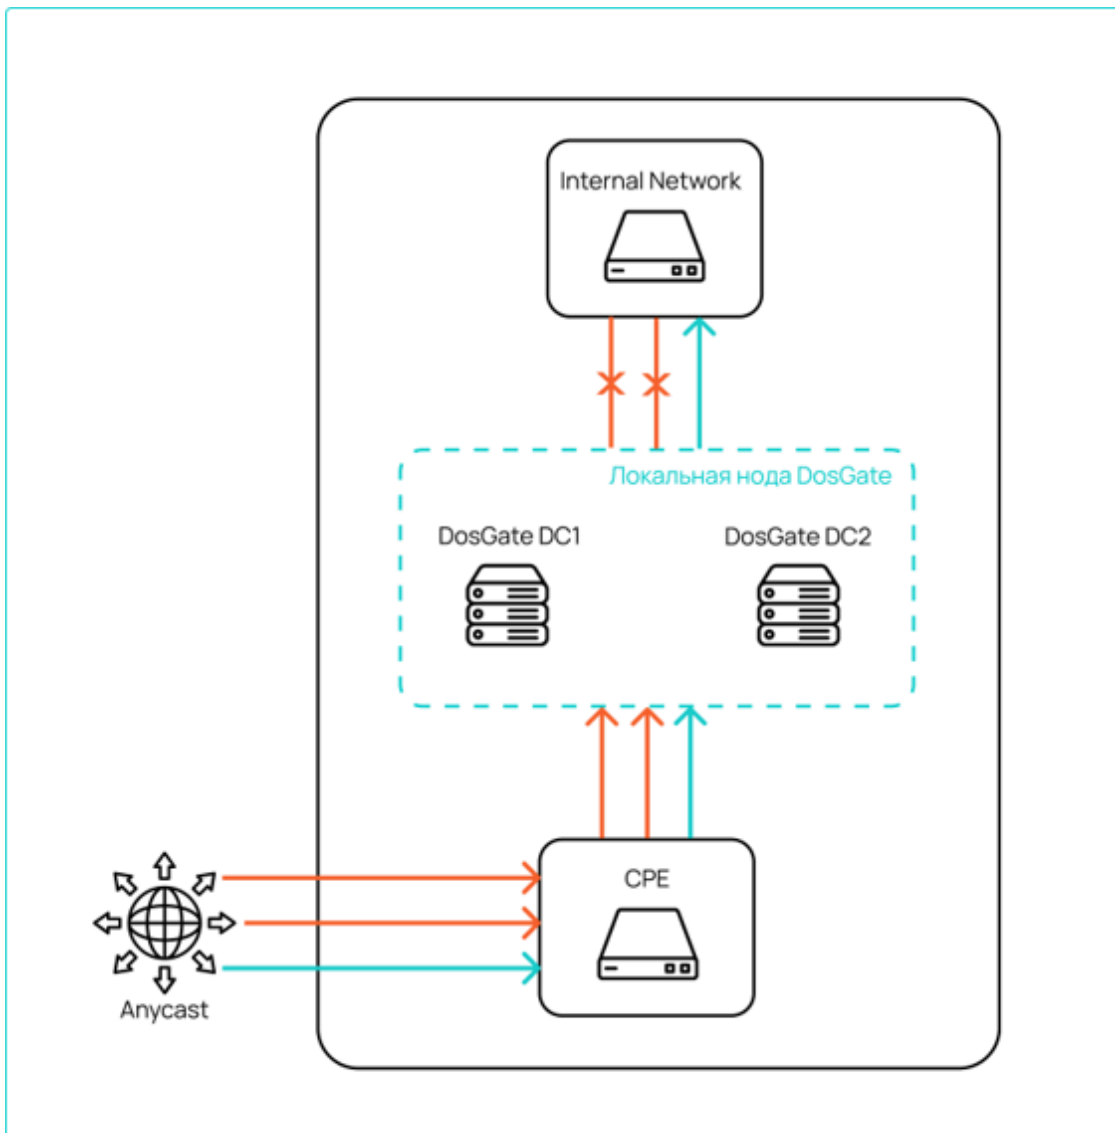 Internal Network
Локальная нода DosGate
DosGate DC1
DosGate DC2
CPE
Anycast